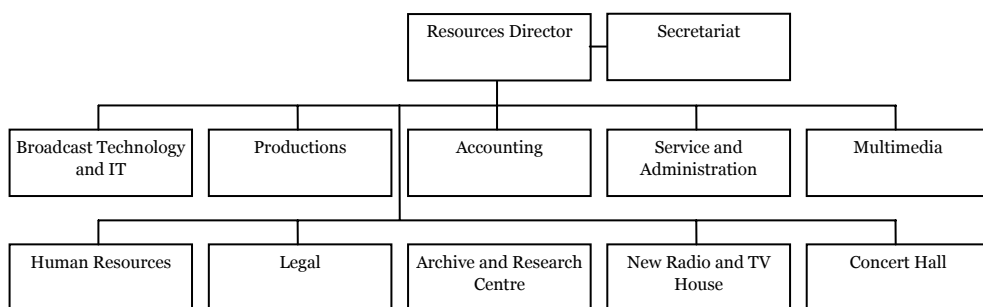 Resources Director
Secretariat
Broadcast Technology
and IT
Productions
Accounting
Service and
Administration
Multimedia
Human Resources
Legal
Archive and Research
Centre
New Radio and TV
House
Concert Hall